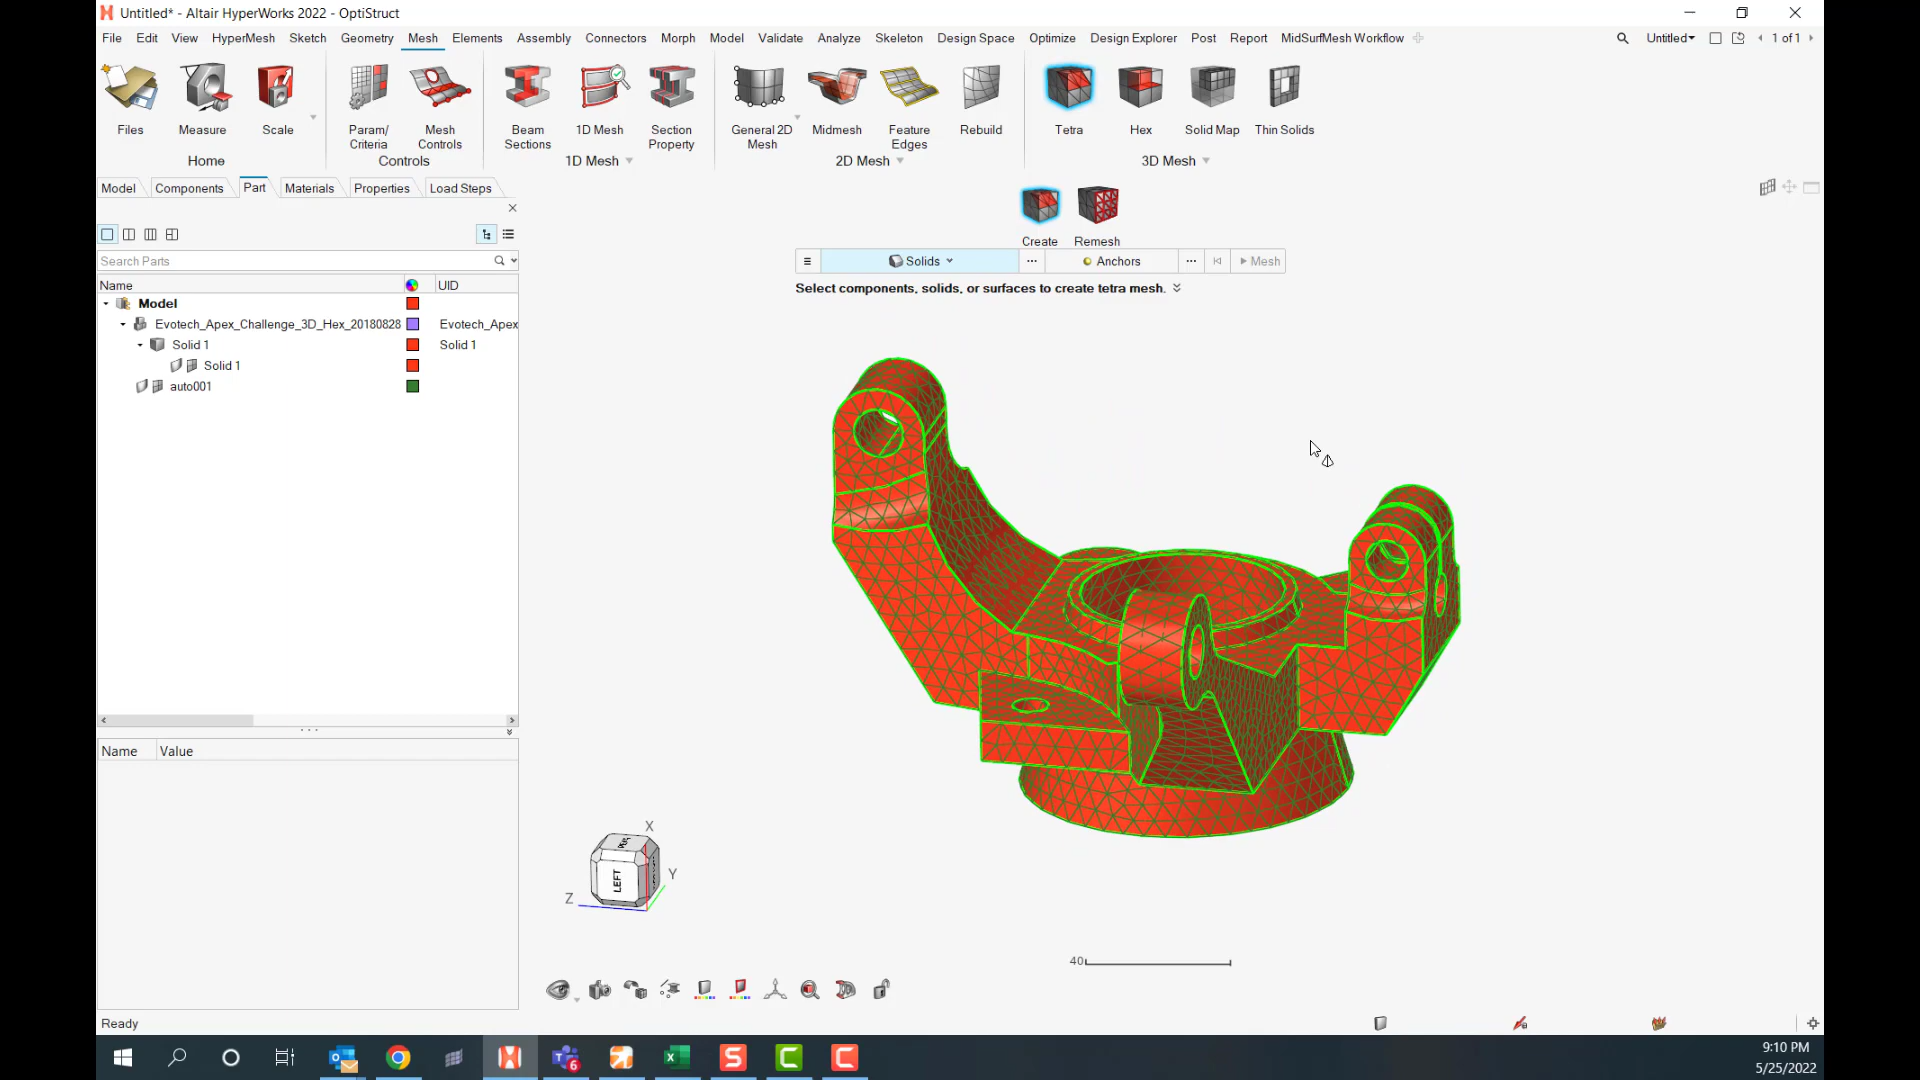 Untitled* - Altair HyperWorks 2022 - OptiStruct
File Edit View HyperMesh Sketch Geometry Mesh Elements Assembly Connectors Morph Model Validate Analyze Skeleton Design Space Optimize Design Explorer Post Report MidSurfMesh Workflow Untitled 1 of 1
Files Measure Scale Param/ Criteria Mesh Controls Beam Sections 1D Mesh Section Property General 2D Mesh Midmesh Feature Edges Rebuild Tetra Hex Solid Map Thin Solids
Home Controls 1D Mesh 2D Mesh 3D Mesh
Model Components Part Materials Properties Load Steps
Create Remesh
Search Parts
Solids ... Anchors ... Mesh
Select components, solids, or surfaces to create tetra mesh.
Name UID
Model
Evotech_Apex_Challenge_3D_Hex_20180828 Evotech_Apex
Solid 1 Solid 1
Solid 1
auto001
Name Value
X
Y
Z
LEFT
40
Ready
6
9:10 PM
5/25/2022